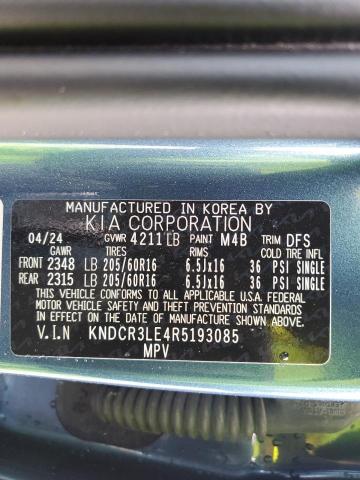 MANUFACTURED IN KOREA BY
KIA CORPORATION
04/24 GVWR 4211 LB PAINT M4B TRIM DFS
GAWR TIRES RIMS COLD TIRE INFL
FRONT 2348 LB 205/60R16 6.5Jx16 36 PSI SINGLE
REAR 2315 LB 205/60R16 6.5Jx16 36 PSI SINGLE
THIS VEHICLE CONFORMS TO ALL APPLICABLE U.S. FEDERAL
MOTOR VEHICLE SAFETY AND THEFT PREVENTION STANDARDS
IN EFFECT ON THE DATE OF MANUFACTURE SHOWN ABOVE.
V.I.N KNDCR3LE4R5193085
MPV